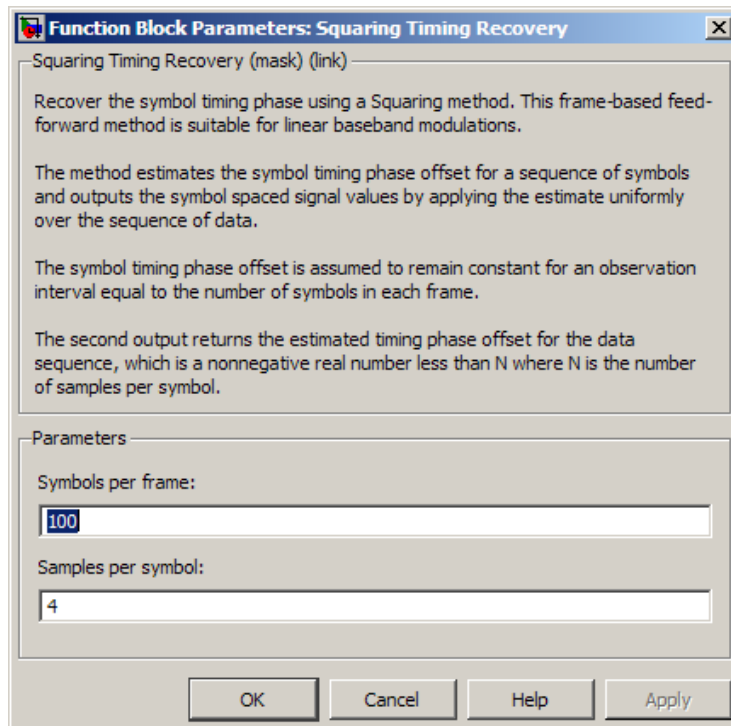 Function Block Parameters: Squaring Timing Recovery
Squaring Timing Recovery (mask) (link)
Recover the symbol timing phase using a Squaring method. This frame-based feed-
forward method is suitable for linear baseband modulations.
The method estimates the symbol timing phase offset for a sequence of symbols
and outputs the symbol spaced signal values by applying the estimate uniformly
over the sequence of data.
The symbol timing phase offset is assumed to remain constant for an observation
interval equal to the number of symbols in each frame.
The second output returns the estimated timing phase offset for the data
sequence, which is a nonnegative real number less than N where N is the number
of samples per symbol.
Parameters
Symbols per frame:
100
Samples per symbol:
4
OK Cancel Help Apply